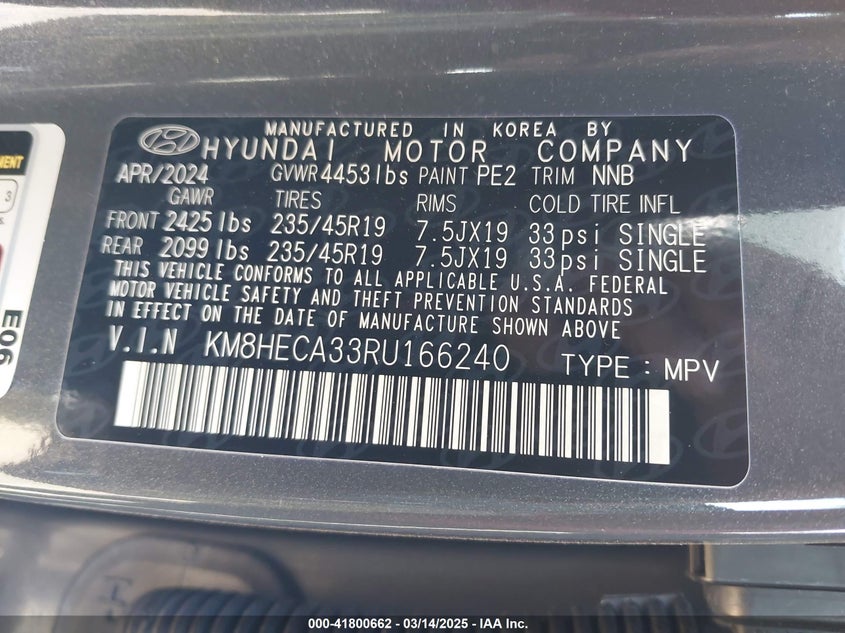 MANUFACTURED IN KOREA BY
HYUNDAI MOTOR COMPANY
APR/2024 GVWR 4453lbs PAINT PE2 TRIM NNB
GAWR TIRES RIMS COLD TIRE INFL
FRONT 2425lbs 235/45R19 7.5JX19 33psi SINGLE
REAR 2099lbs 235/45R19 7.5JX19 33psi SINGLE
THIS VEHICLE CONFORMS TO ALL APPLICABLE U.S.A. FEDERAL
MOTOR VEHICLE SAFETY AND THEFT PREVENTION STANDARDS
IN EFFECT ON THE DATE OF MANUFACTURE SHOWN ABOVE
V.I.N KM8HECA33RU166240 TYPE : MPV
3
E06
000-41800662 - 03/14/2025 - IAA Inc.